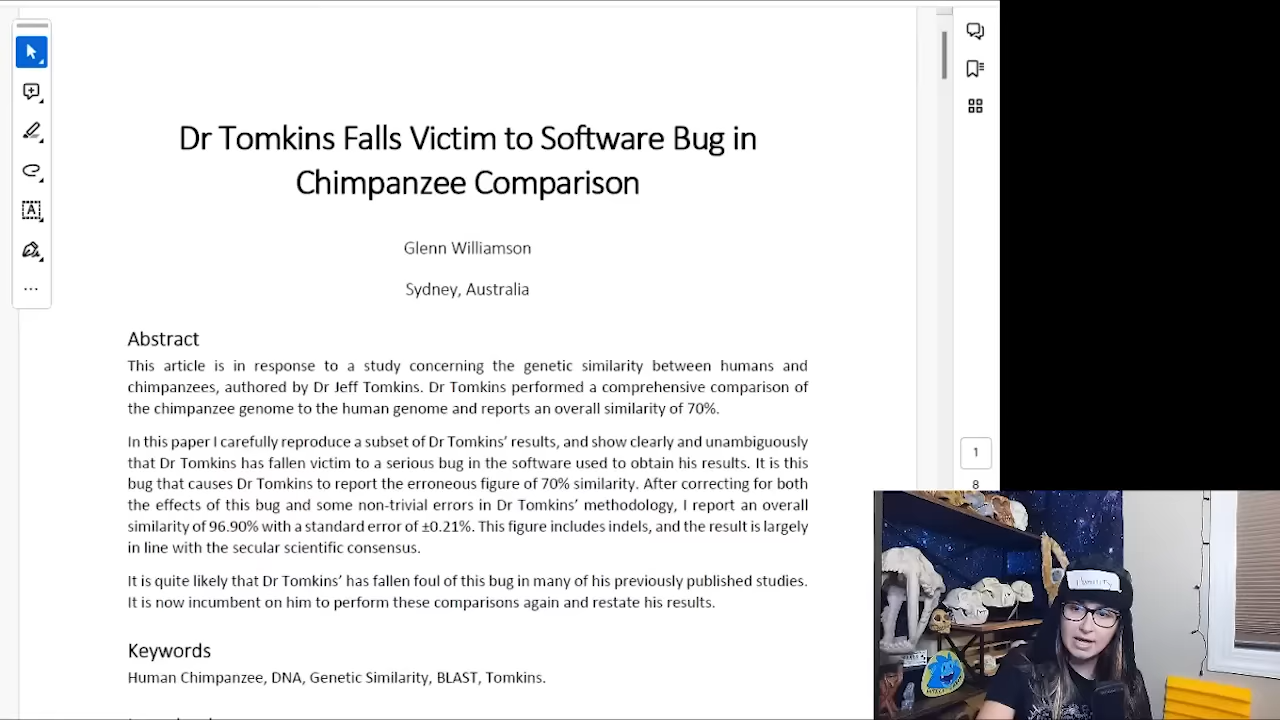 Dr Tomkins Falls Victim to Software Bug in
Chimpanzee Comparison
Glenn Williamson
Sydney, Australia
Abstract
This article is in response to a study concerning the genetic similarity between humans and
chimpanzees, authored by Dr Jeff Tomkins. Dr Tomkins performed a comprehensive comparison of
the chimpanzee genome to the human genome and reports an overall similarity of 70%.
In this paper I carefully reproduce a subset of Dr Tomkins’ results, and show clearly and unambiguously
that Dr Tomkins has fallen victim to a serious bug in the software used to obtain his results. It is this
bug that causes Dr Tomkins to report the erroneous figure of 70% similarity. After correcting for both
the effects of this bug and some non-trivial errors in Dr Tomkins’ methodology, I report an overall
similarity of 96.90% with a standard error of ±0.21%. This figure includes indels, and the result is largely
in line with the secular scientific consensus.
It is quite likely that Dr Tomkins’ has fallen foul of this bug in many of his previously published studies.
It is now incumbent on him to perform these comparisons again and restate his results.
Keywords
Human Chimpanzee, DNA, Genetic Similarity, BLAST, Tomkins.
1
8